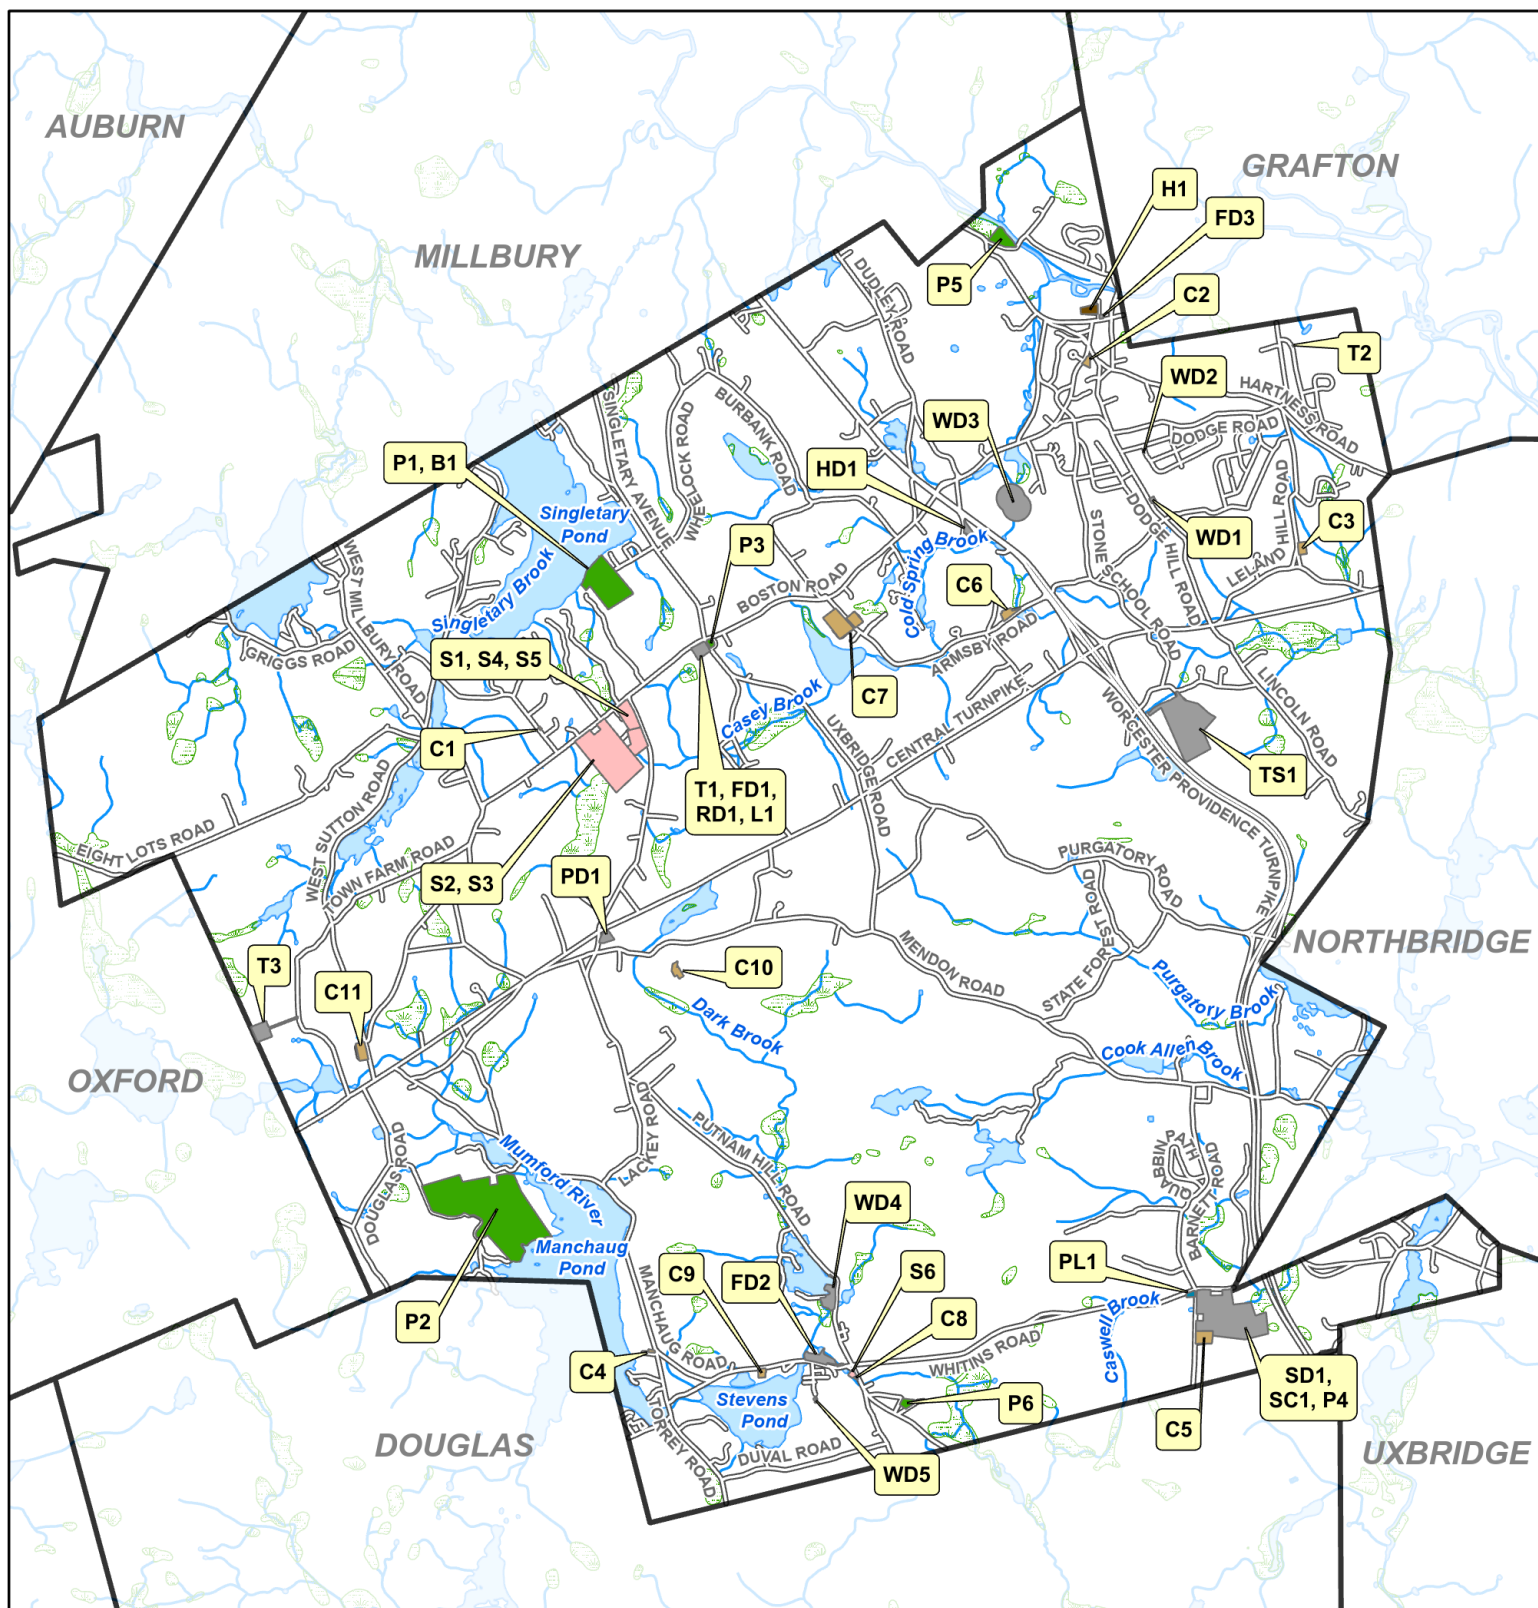 AUBURN
GRAFTON
H1
FD3
MILLBURY
P5
C2
DUDLEY ROAD
T2
WD2
HARTNESS ROAD
SINGLETARY AVENUE
WHEELOCK ROAD
BURBANK ROAD
WD3
DODGE ROAD
P1, B1
HD1
Singletary
Pond
LELAND HILL ROAD
C3
STONE SCHOOL ROAD
DODGE HILL ROAD
WD1
P3
Cold Spring Brook
WEST MILLBURY ROAD
Singletary Brook
BOSTON ROAD
C6
GRIGGS ROAD
S1, S4, S5
ARMSBY ROAD
C7
LINCOLN ROAD
Casey Brook
CENTRAL TURNPIKE
UXBRIDGE ROAD
WORCESTER PROVIDENCE TURNPIKE
C1
TS1
T1, FD1,
RD1, L1
WEST SUTTON ROAD
EIGHT LOTS ROAD
TOWN FARM ROAD
S2, S3
PD1
PURGATORY ROAD
STATE FOREST ROAD
NORTHBRIDGE
T3
C10
MENDON ROAD
C11
Purgatory Brook
Dark Brook
Cook Allen Brook
OXFORD
LACKEY ROAD
PUTNAM HILL ROAD
DOUGLAS ROAD
Mumford River
QUABBIN PATH
BARNETT ROAD
WD4
Manchaug
Pond
PL1
C9
FD2
S6
MANCHAUG ROAD
C8
Caswell Brook
P2
WHITINS ROAD
C4
SD1,
SC1, P4
Stevens
Pond
P6
C5
TORREY ROAD
DOUGLAS
DUVAL ROAD
UXBRIDGE
WD5